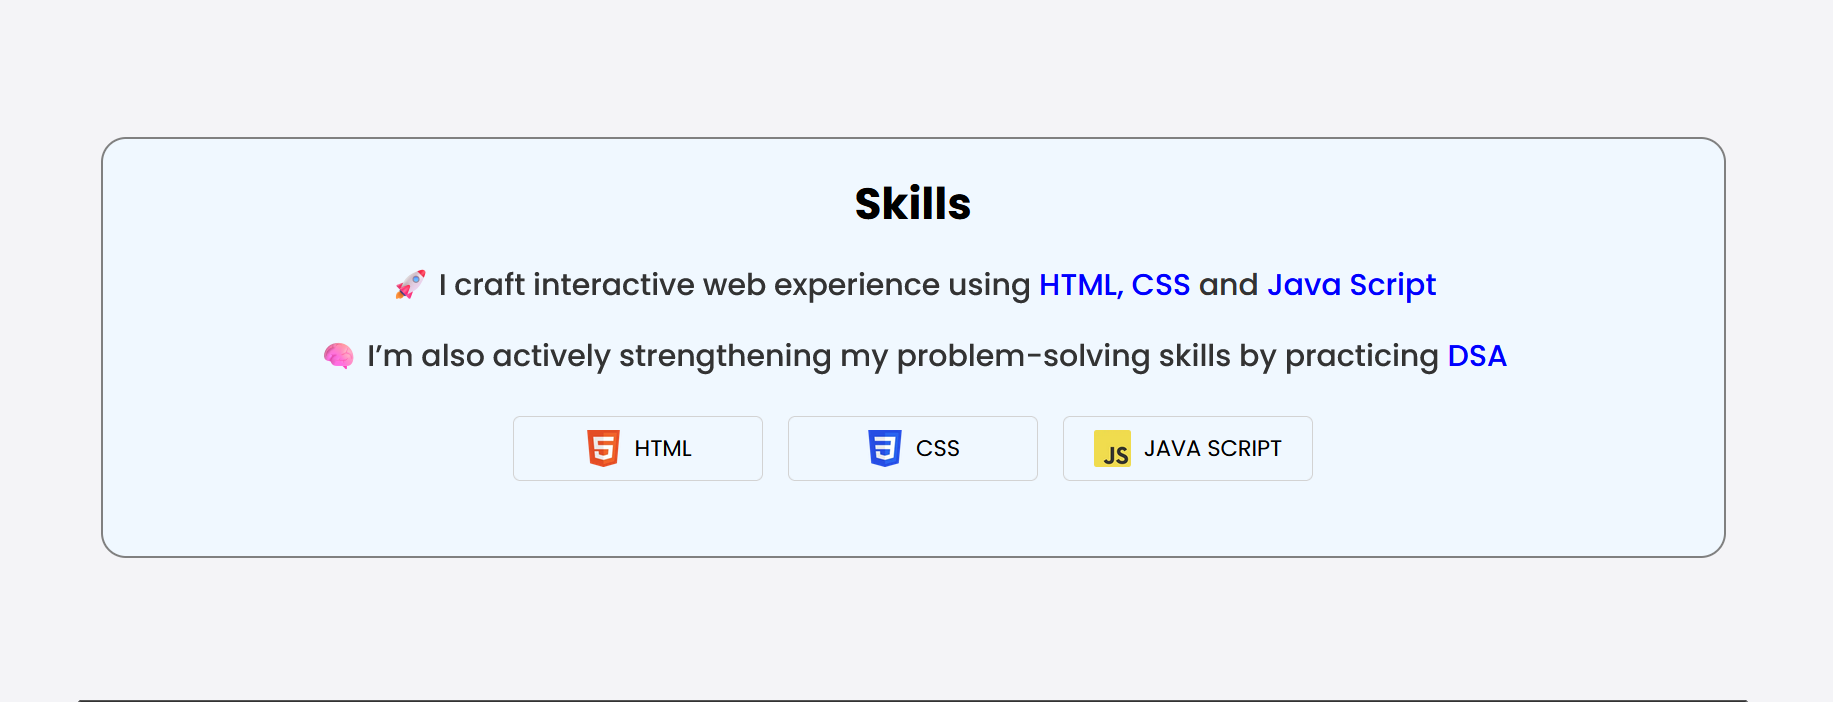 Skills
🚀 I craft interactive web experience using HTML, CSS and Java Script
🧠 I’m also actively strengthening my problem-solving skills by practicing DSA
5 HTML
3 CSS
JS JAVA SCRIPT